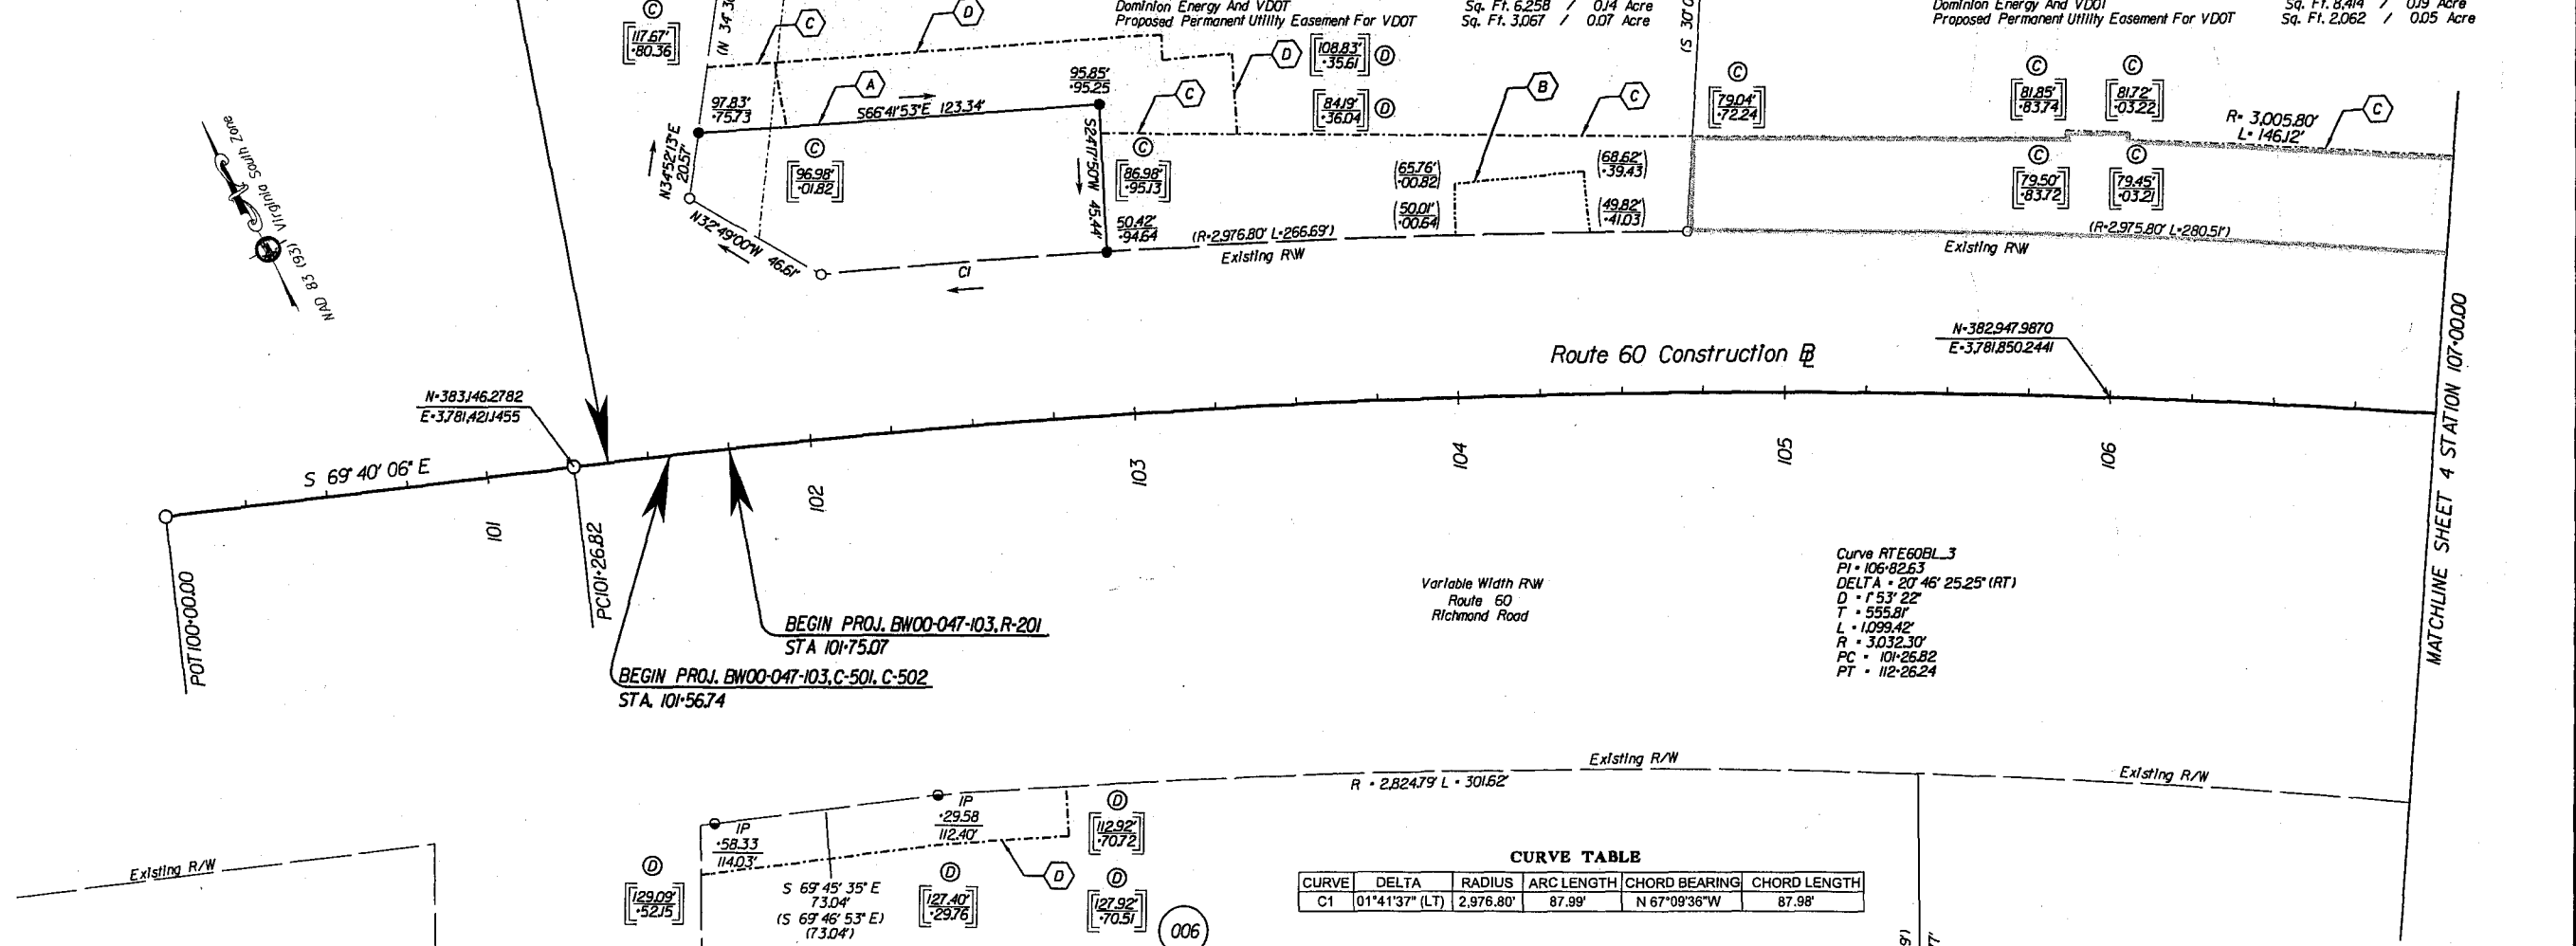 Dominion Energy And VDOT Sq. Ft. 6,258 / 0.14 Acre
Proposed Permanent Utility Easement For VDOT Sq. Ft. 3,067 / 0.07 Acre
Dominion Energy And VDOT Sq. Ft. 8,414 / 0.19 Acre
Proposed Permanent Utility Easement For VDOT Sq. Ft. 2,062 / 0.05 Acre
C
117.67'
+80.36
(N 34°
C
D
(S 30°
D
108.83'
+35.61
D
84.19'
+36.04
D
A
95.85'
+95.25
97.83'
+75.73
S66°41'53"E 123.34'
C
B
C
C
79.04'
+72.24
C
81.85'
+83.74
C
81.72'
+03.22
R= 3,005.80'
L= 146.12'
C
NAD 83 (93) Virginia South Zone
N34°52'13"E
20.57'
C
96.98'
+01.82
S24°17'50"W 45.44'
C
86.98'
+95.13
(65.76'
+00.82)
(68.62'
+39.43)
(50.01'
+00.64)
(49.82'
+41.03)
C
79.50'
+83.72
C
79.45'
+03.21
N32°49'00"W 46.61'
50.42'
+94.64
C1
(R=2,976.80' L=266.69')
Existing R\W
(R=2,975.80' L=280.51')
Existing R\W
N=382,947.9870
E=3,781,850.2441
Route 60 Construction BL
N=383,146.2782
E=3,781,421.1455
S 69° 40' 06" E
101
102
103
104
105
106
POT100+00.00
PC101+26.82
MATCHLINE SHEET 4 STATION 107+00.00
BEGIN PROJ. BW00-047-103, R-201
STA 101+75.07
BEGIN PROJ. BW00-047-103, C-501, C-502
STA. 101+56.74
Variable Width R\W
Route 60
Richmond Road
Curve RTE60BL_3
PI = 106+82.63
DELTA = 20° 46' 25.25" (RT)
D = 1° 53' 22"
T = 555.81'
L = 1,099.42'
R = 3,032.30'
PC = 101+26.82
PT = 112+26.24
Existing R/W
Existing R/W
Existing R/W
R = 2,824.79' L = 301.62'
IP
+58.33
114.03'
IP
+29.58
112.40'
D
112.92'
+70.72
D
129.09'
+52.15
S 69° 45' 35" E
73.04'
(S 69° 46' 53" E)
(73.04')
D
127.40'
+29.76
D
D
127.92'
+70.51
006
CURVE TABLE
CURVE DELTA RADIUS ARC LENGTH CHORD BEARING CHORD LENGTH
C1 01°41'37" (LT) 2,976.80' 87.99' N 67°09'36"W 87.98'